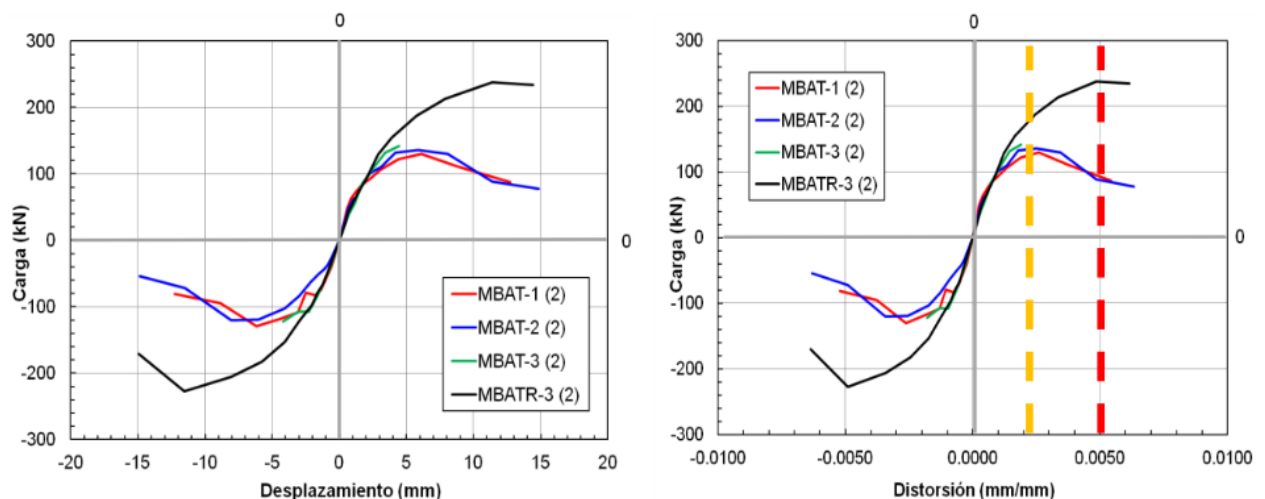 0
300
200
100
0
-100
-200
-300
Carga (kN)
0
MBAT-1 (2)
MBAT-2 (2)
MBAT-3 (2)
MBATR-3 (2)
-20 -15 -10 -5 0 5 10 15 20
Desplazamiento (mm)
0
300
200
100
0
-100
-200
-300
Carga (kN)
MBAT-1 (2)
MBAT-2 (2)
MBAT-3 (2)
MBATR-3 (2)
0
-0.0100 -0.0050 0.0000 0.0050 0.0100
Distorsión (mm/mm)